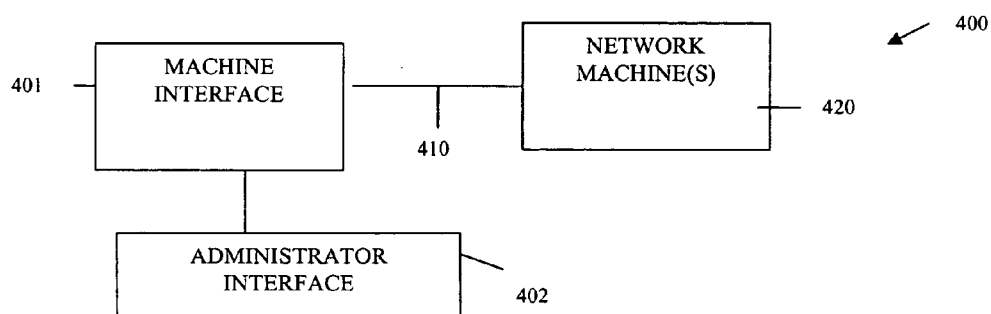 400
NETWORK
MACHINE(S)
MACHINE
INTERFACE
401
420
410
ADMINISTRATOR
INTERFACE
402